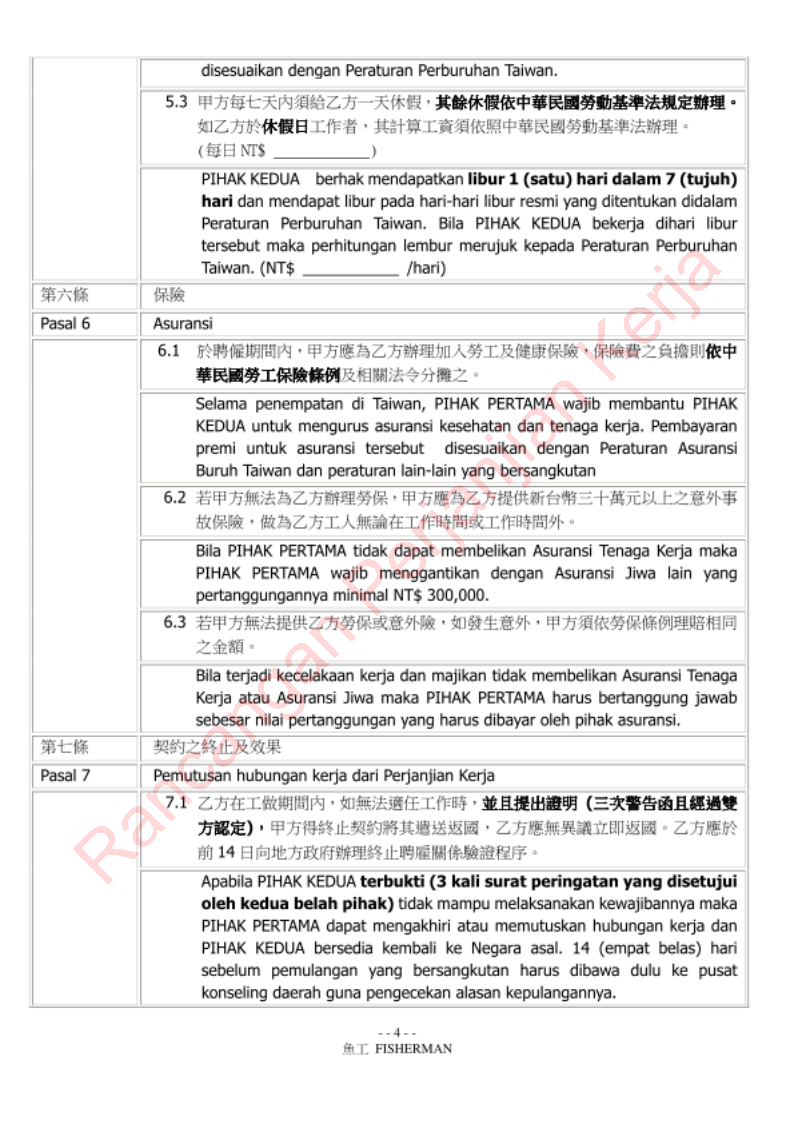 disesuaikan dengan Peraturan Perburuhan Taiwan.
5.3 甲方每七天內須給乙方一天休假，其餘休假依中華民國勞動基準法規定辦理。
如乙方於休假日工作者，其計算工資須依照中華民國勞動基準法辦理。
(每日 NT$ ____________)
PIHAK KEDUA berhak mendapatkan libur 1 (satu) hari dalam 7 (tujuh)
hari dan mendapat libur pada hari-hari libur resmi yang ditentukan didalam
Peraturan Perburuhan Taiwan. Bila PIHAK KEDUA bekerja dihari libur
tersebut maka perhitungan lembur merujuk kepada Peraturan Perburuhan
Taiwan. (NT$ ____________ /hari)
第六條 保險
Pasal 6 Asuransi
6.1 於聘僱期間內，甲方應為乙方辦理加入勞工及健康保險，保險費之負擔則依中
華民國勞工保險條例及相關法令分攤之。
Selama penempatan di Taiwan, PIHAK PERTAMA wajib membantu PIHAK
KEDUA untuk mengurus asuransi kesehatan dan tenaga kerja. Pembayaran
premi untuk asuransi tersebut disesuaikan dengan Peraturan Asuransi
Buruh Taiwan dan peraturan lain-lain yang bersangkutan
6.2 若甲方無法為乙方辦理勞保，甲方應為乙方提供新台幣三十萬元以上之意外事
故保險，做為乙方工人無論在工作時間或工作時間外。
Bila PIHAK PERTAMA tidak dapat membelikan Asuransi Tenaga Kerja maka
PIHAK PERTAMA wajib menggantikan dengan Asuransi Jiwa lain yang
pertanggungannya minimal NT$ 300,000.
6.3 若甲方無法提供乙方勞保或意外險，如發生意外，甲方須依勞保條例理賠相同
之金額。
Bila terjadi kecelakaan kerja dan majikan tidak membelikan Asuransi Tenaga
Kerja atau Asuransi Jiwa maka PIHAK PERTAMA harus bertanggung jawab
sebesar nilai pertanggungan yang harus dibayar oleh pihak asuransi.
第七條 契約之終止及效果
Pasal 7 Pemutusan hubungan kerja dari Perjanjian Kerja
7.1 乙方在工做期間內，如無法適任工作時，並且提出證明（三次警告函且經過雙
方認定)，甲方得終止契約將其遣送返國，乙方應無異議立即返國。乙方應於
前 14 日向地方政府辦理終止聘雇關係驗證程序。
Apabila PIHAK KEDUA terbukti (3 kali surat peringatan yang disetujui
oleh kedua belah pihak) tidak mampu melaksanakan kewajibannya maka
PIHAK PERTAMA dapat mengakhiri atau memutuskan hubungan kerja dan
PIHAK KEDUA bersedia kembali ke Negara asal. 14 (empat belas) hari
sebelum pemulangan yang bersangkutan harus dibawa dulu ke pusat
konseling daerah guna pengecekan alasan kepulangannya.
Rancangan Perjanjian Kerja
- - 4 - -
魚工 FISHERMAN